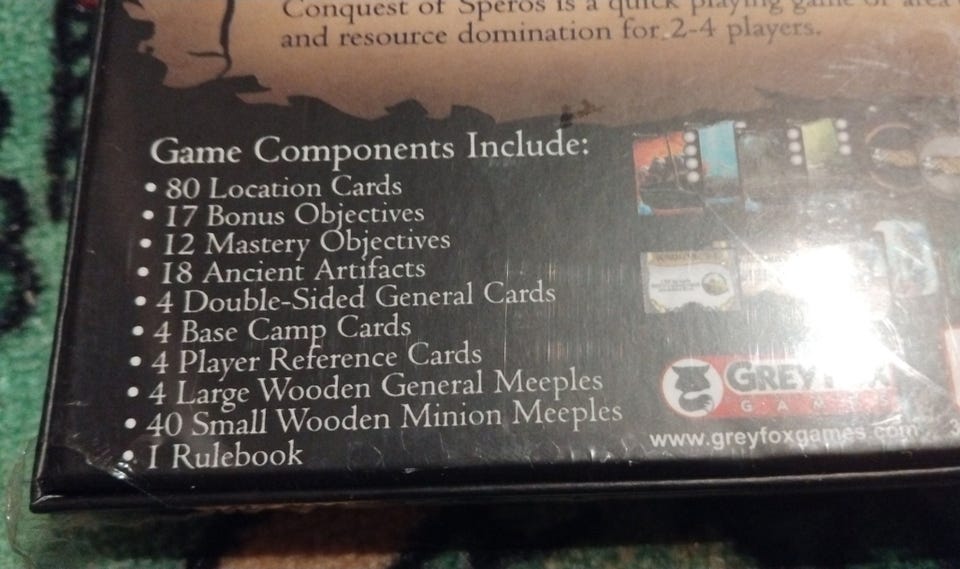 Conquest of Speros is a quick playing game of area
and resource domination for 2-4 players.
Game Components Include:
• 80 Location Cards
• 17 Bonus Objectives
• 12 Mastery Objectives
• 18 Ancient Artifacts
• 4 Double-Sided General Cards
• 4 Base Camp Cards
• 4 Player Reference Cards
• 4 Large Wooden General Meeples
• 40 Small Wooden Minion Meeples
• 1 Rulebook
GREY FOX
GAMES
www.greyfoxgames.com